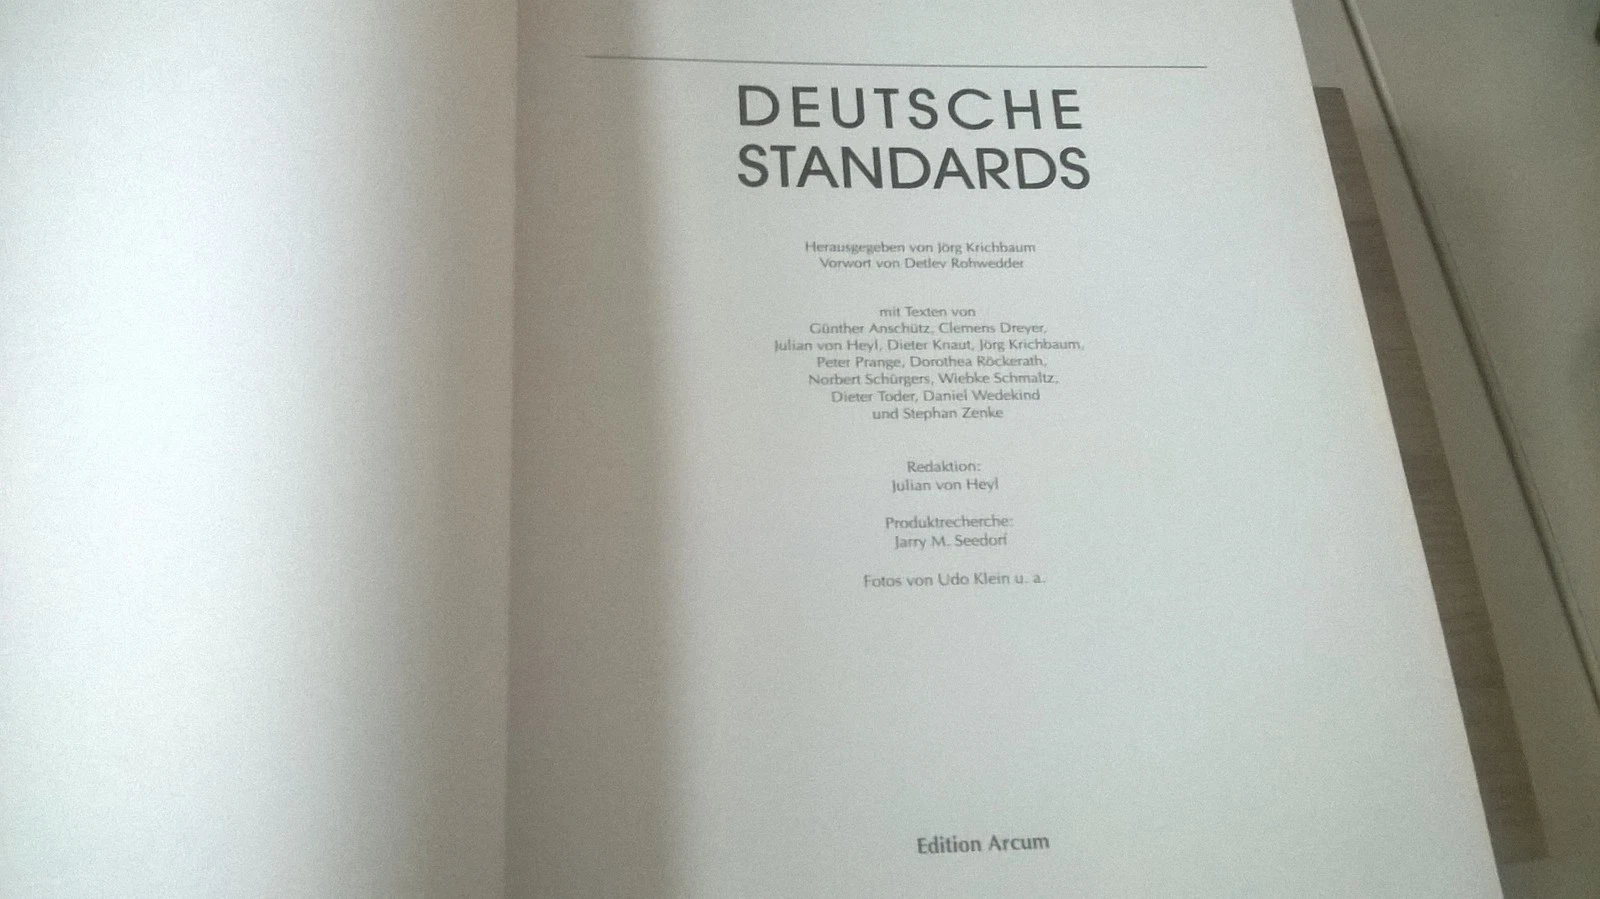 DEUTSCHE
STANDARDS
Herausgegeben von Jörg Krichbaum
Vorwort von Detlev Rohwedder
mit Texten von
Günther Anschütz, Clemens Dreyer,
Julian von Heyl, Dieter Knaut, Jörg Krichbaum,
Peter Prange, Dorothea Röckerath,
Norbert Schürgers, Wiebke Schmaltz,
Dieter Toder, Daniel Wedekind
und Stephan Zenke
Redaktion:
Julian von Heyl
Produktrecherche:
Jarry M. Seedorf
Fotos von Udo Klein u. a.
Edition Arcum